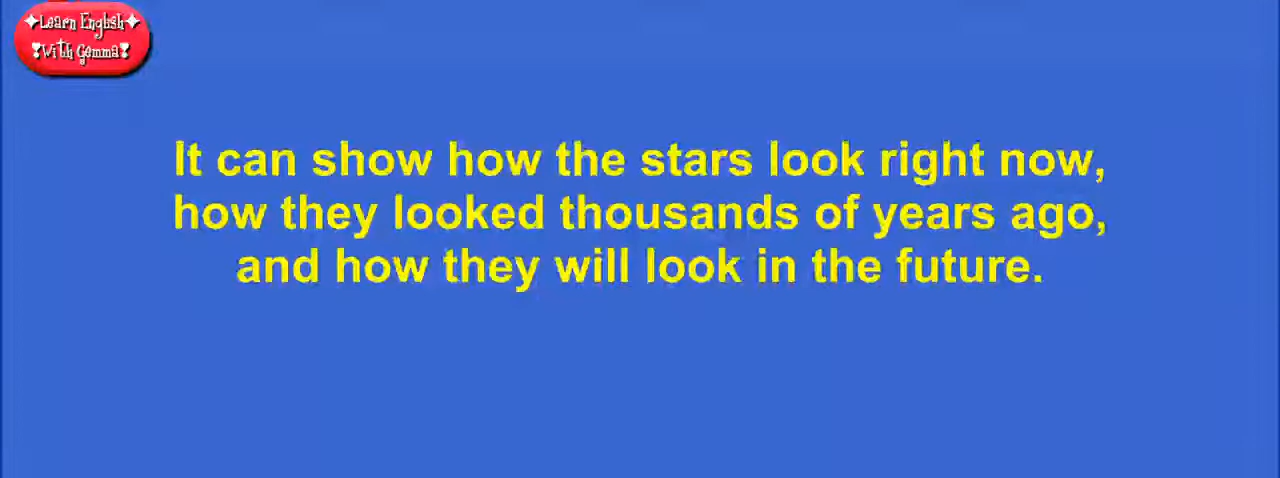 ✦Learn English✦
❣With Gemma❣
It can show how the stars look right now,
how they looked thousands of years ago,
and how they will look in the future.